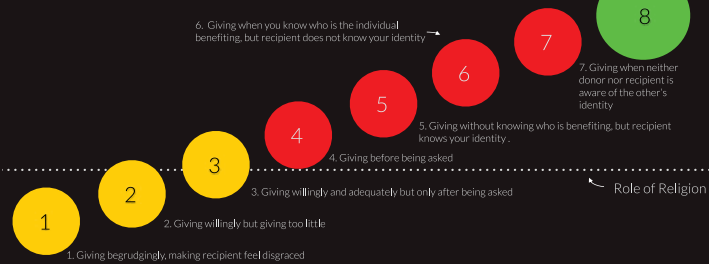 8
6. Giving when you know who is the individual
benefiting, but recipient does not know your identity
7
6
7. Giving when neither
donor nor recipient is
aware of the other's
identity
5
5. Giving without knowing who is benefiting, but recipient
knows your identity .
4
4. Giving before being asked
3
Role of Religion
3. Giving willingly and adequately but only after being asked
2
2. Giving willingly but giving too little
1
1. Giving begrudgingly, making recipient feel disgraced